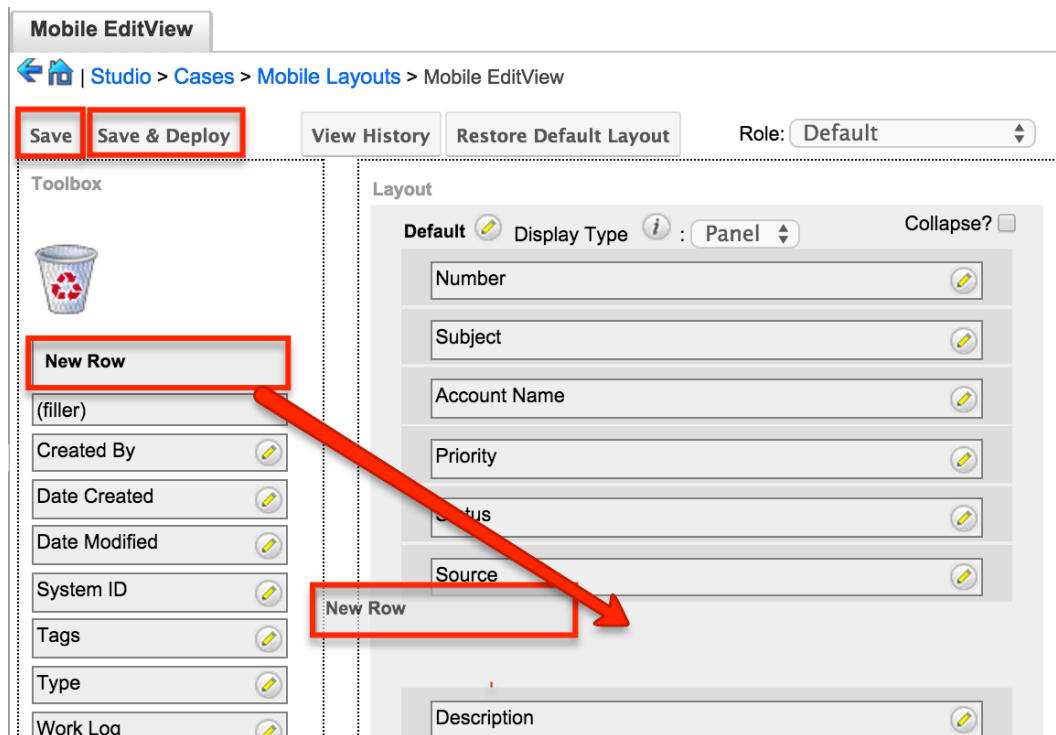 Mobile EditView
| Studio > Cases > Mobile Layouts > Mobile EditView
Save Save & Deploy View History Restore Default Layout Role: Default
Toolbox
Layout
Default Display Type i : Panel Collapse?
Number
Subject
New Row
Account Name
(filler)
Created By
Priority
Date Created
Status
Date Modified
Source
System ID
New Row
Tags
Type
Description
Work Log